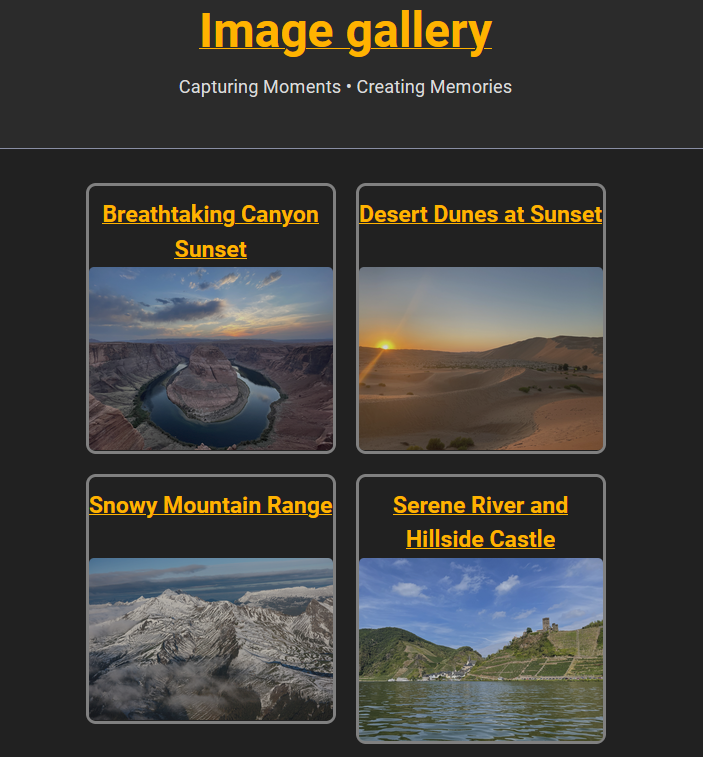 Image gallery
Capturing Moments • Creating Memories
Breathtaking Canyon
Sunset
Desert Dunes at Sunset
Snowy Mountain Range
Serene River and
Hillside Castle